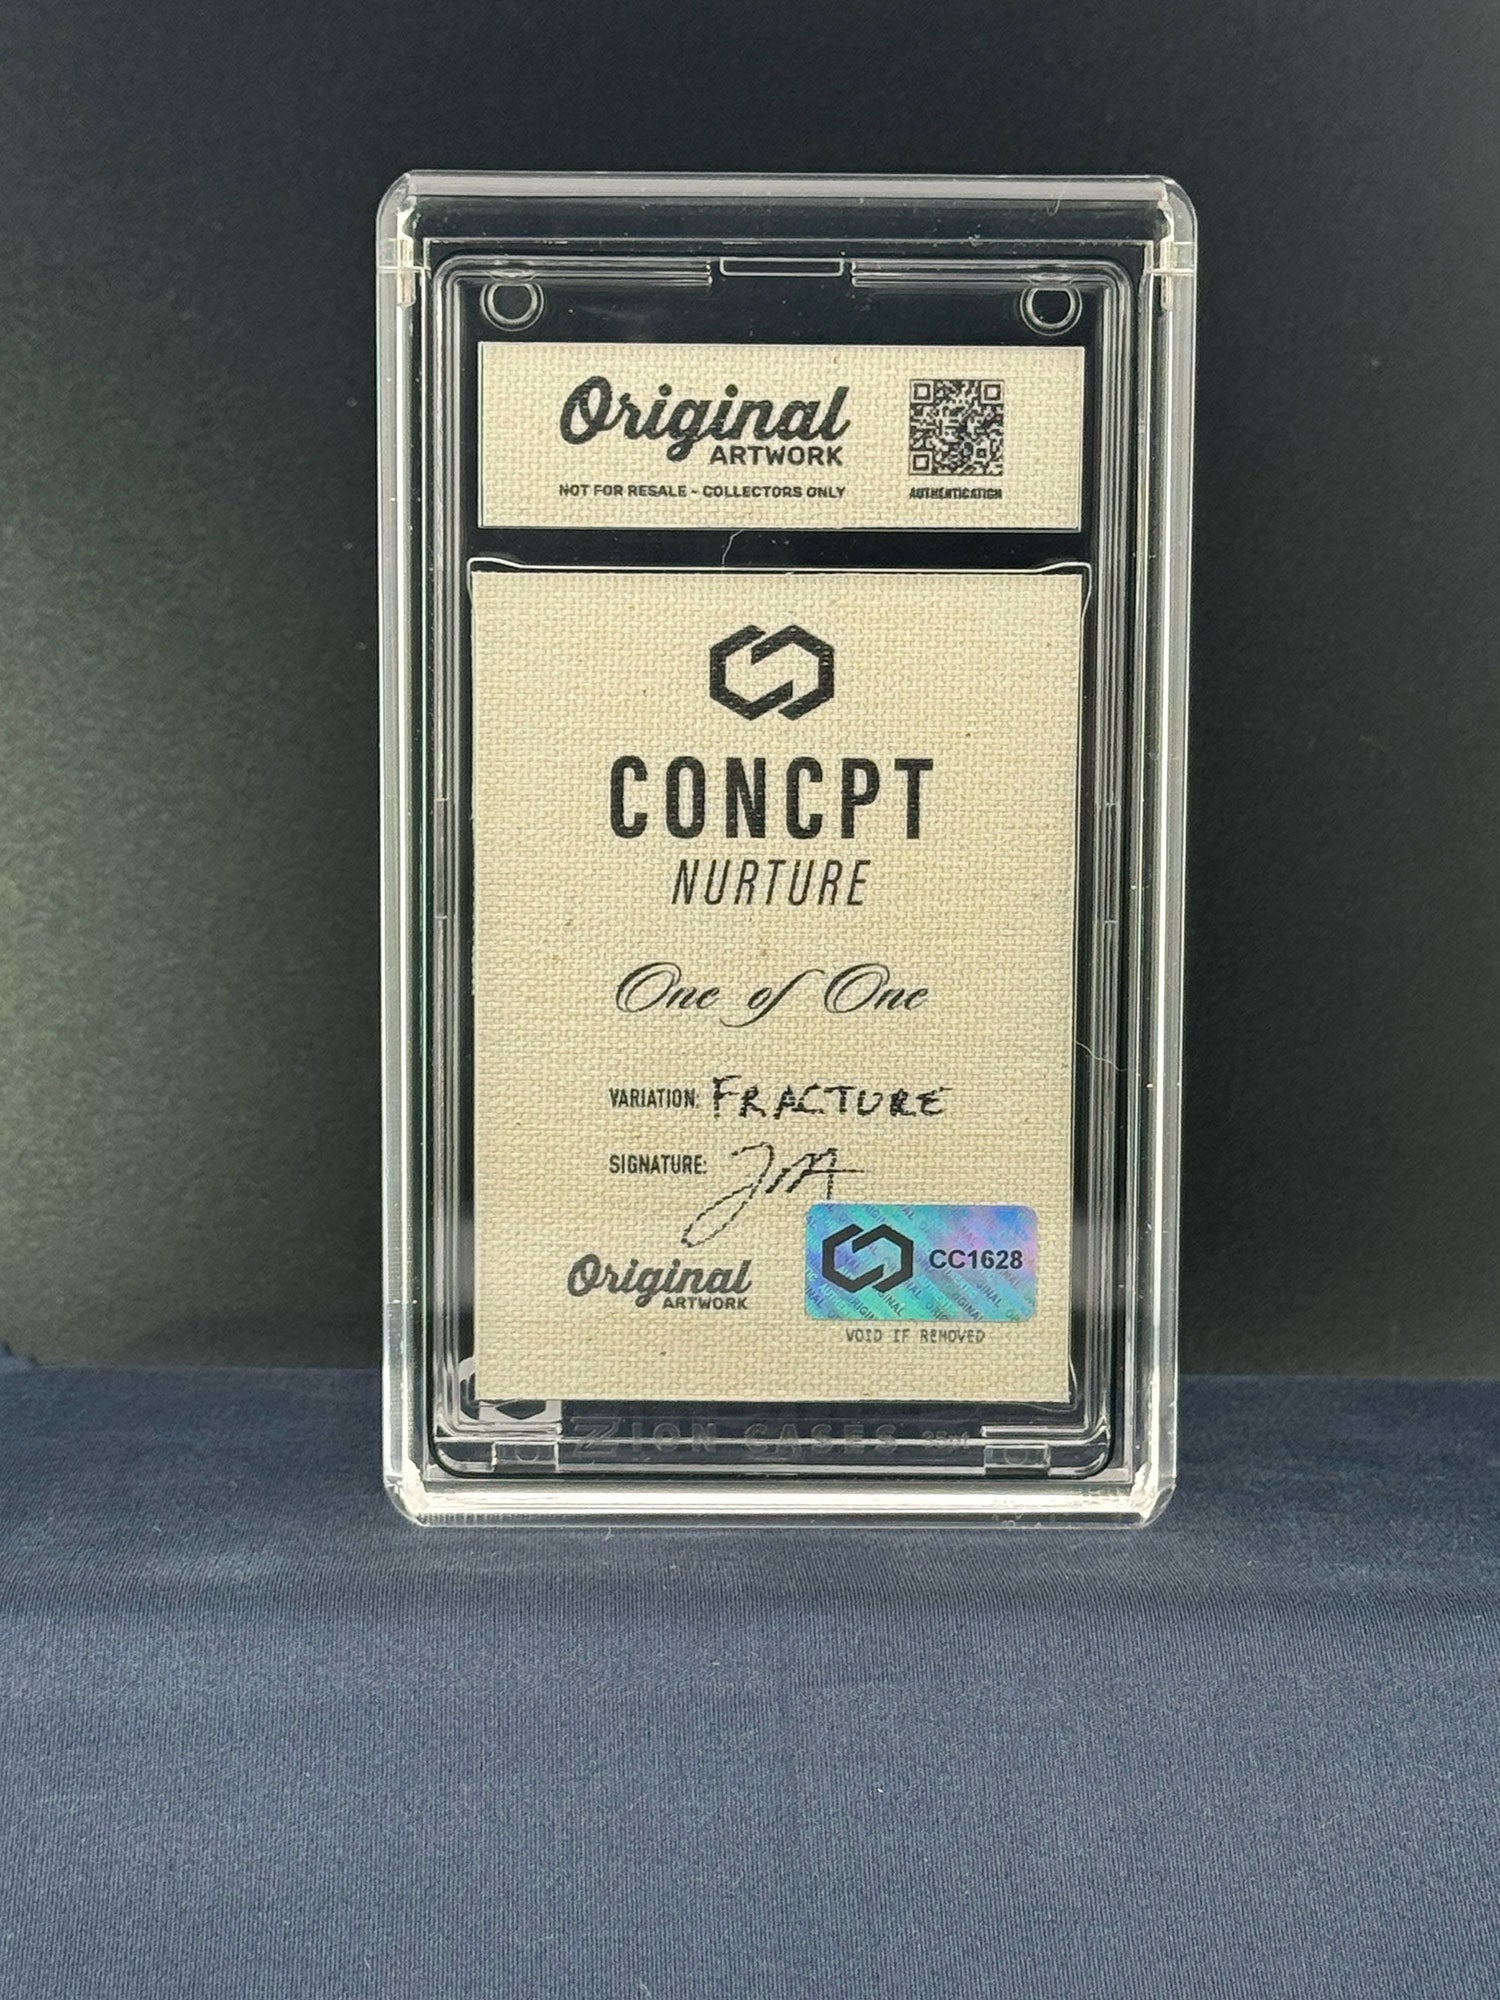 Original
ARTWORK
NOT FOR RESALE - COLLECTORS ONLY
AUTHENTICATION
CONCPT
NURTURE
One of One
VARIATION: FRACTURE
SIGNATURE:
Original
ARTWORK
CC1628
VOID IF REMOVED
ZION CASES 35pt